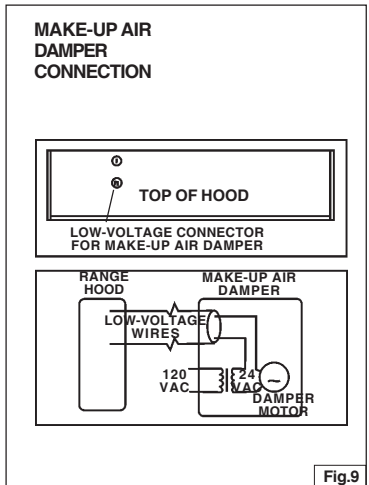 MAKE-UP AIR
DAMPER
CONNECTION
TOP OF HOOD
LOW-VOLTAGE CONNECTOR
FOR MAKE-UP AIR DAMPER
RANGE
HOOD
MAKE-UP AIR
DAMPER
LOW-VOLTAGE
WIRES
120
VAC
24
VAC
DAMPER
MOTOR
Fig.9